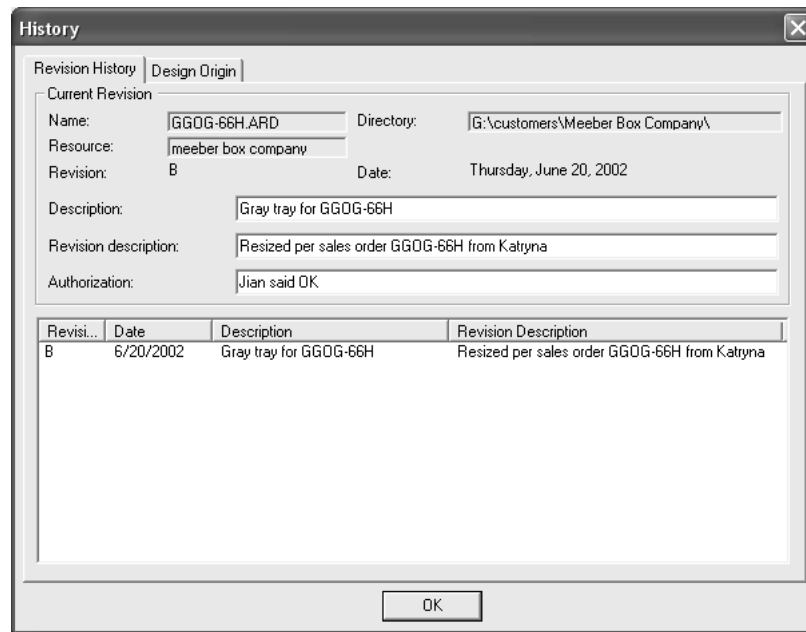 History
Revision History Design Origin
Current Revision
Name: GGOG-66H.ARD Directory: G:\customers\Meeber Box Company\
Resource: meeber box company
Revision: B Date: Thursday, June 20, 2002
Description: Gray tray for GGOG-66H
Revision description: Resized per sales order GGOG-66H from Katryna
Authorization: Jian said OK
Revisi... Date Description Revision Description
B 6/20/2002 Gray tray for GGOG-66H Resized per sales order GGOG-66H from Katryna
OK